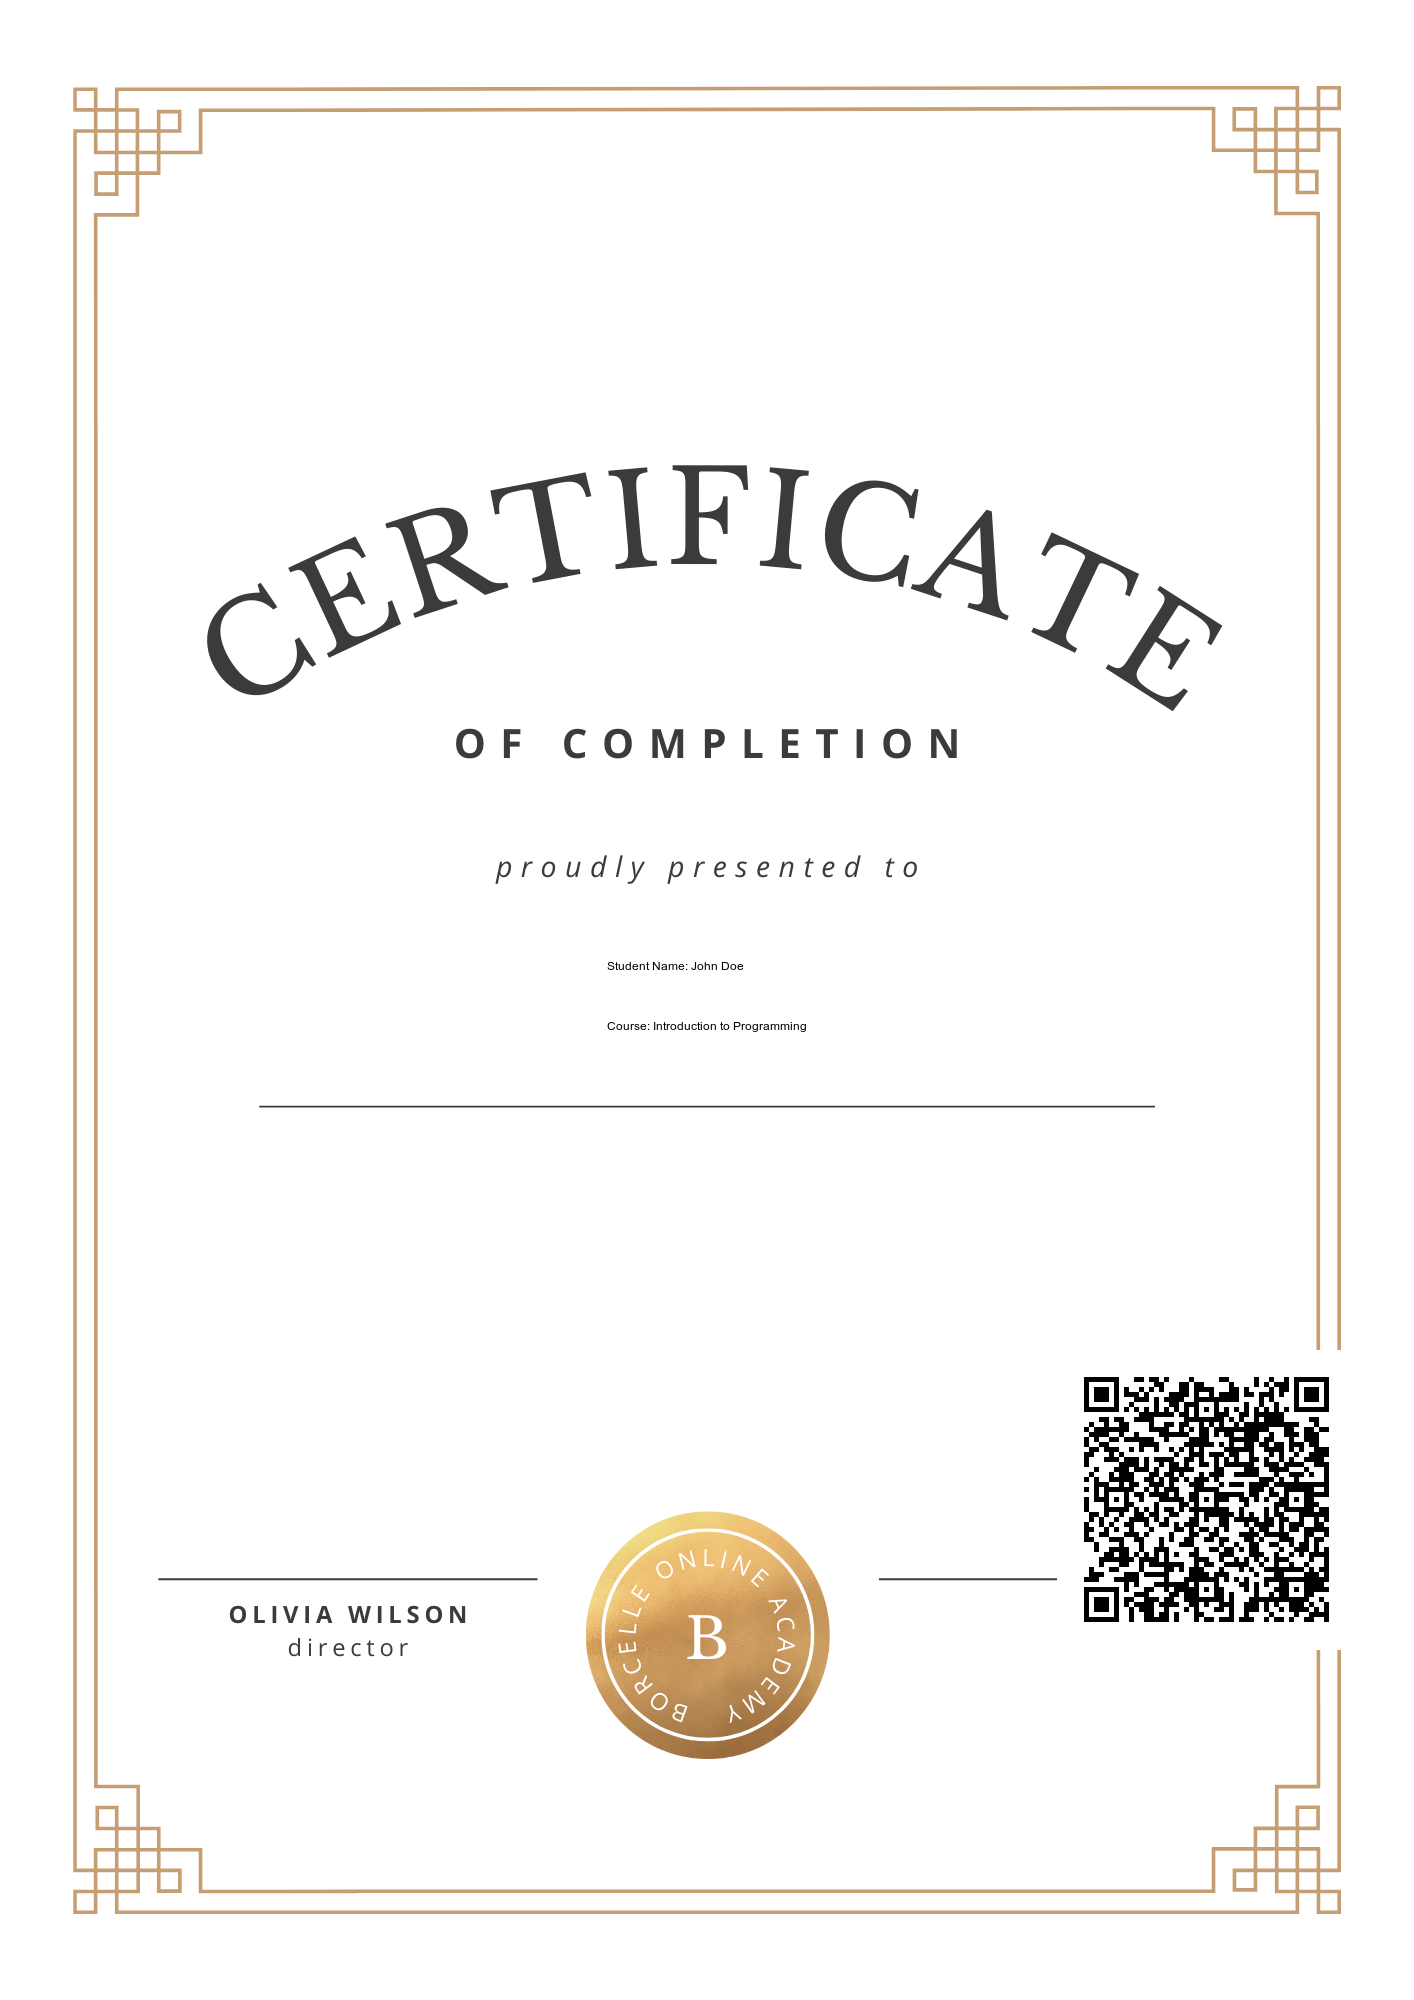 CERTIFICATE
OF COMPLETION
proudly presented to
Student Name: John Doe
Course: Introduction to Programming
BORCELLE ONLINE ACADEMY
B
OLIVIA WILSON
director